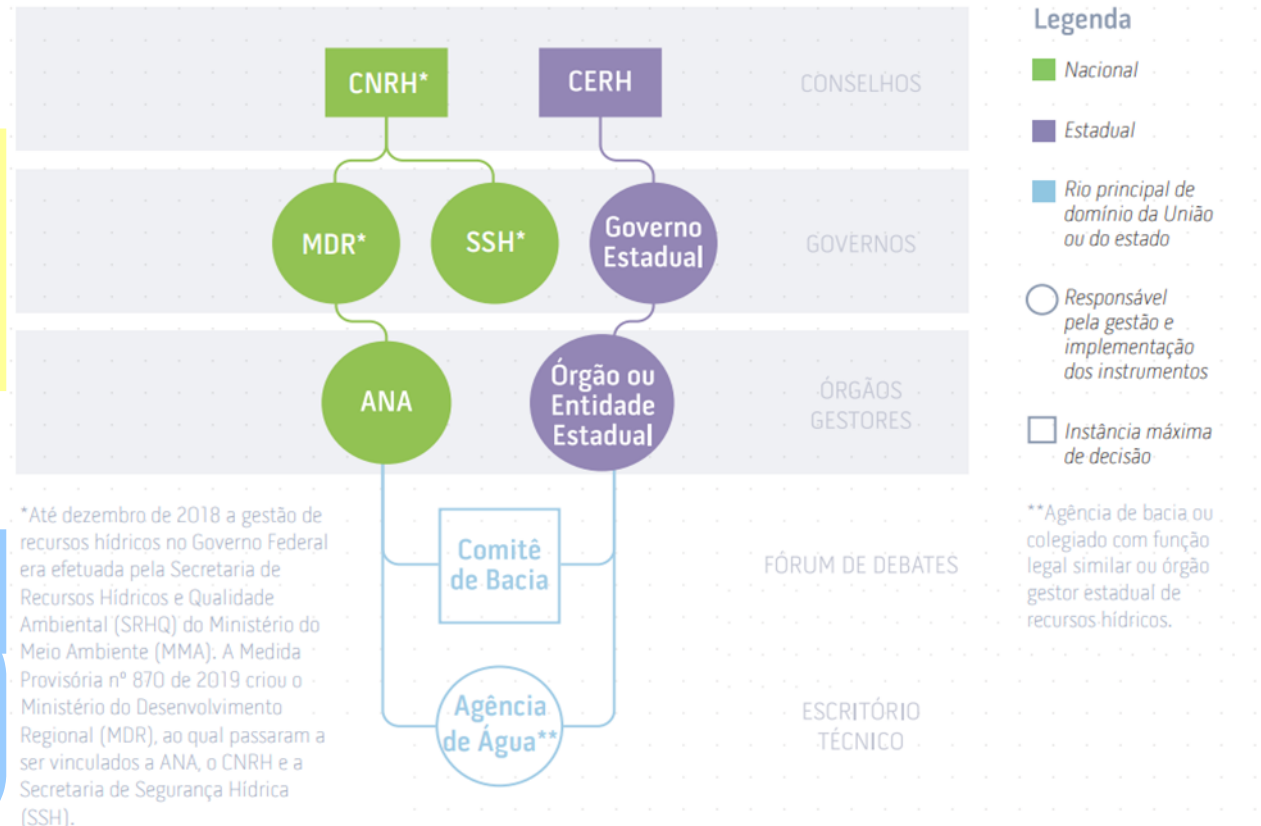 CNRH*
CERH
CONSELHOS
MDR*
SSH*
Governo
Estadual
GOVERNOS
ANA
Órgão ou
Entidade
Estadual
ÓRGÃOS
GESTORES
Comitê
de Bacia
FÓRUM DE DEBATES
Agência
de Água**
ESCRITÓRIO
TÉCNICO
*Até dezembro de 2018 a gestão de
recursos hídricos no Governo Federal
era efetuada pela Secretaria de
Recursos Hídricos e Qualidade
Ambiental (SRHQ) do Ministério do
Meio Ambiente (MMA). A Medida
Provisória nº 870 de 2019 criou o
Ministério do Desenvolvimento
Regional (MDR), ao qual passaram a
ser vinculados a ANA, o CNRH e a
Secretaria de Segurança Hídrica
(SSH).
Legenda
Nacional
Estadual
Rio principal de
domínio da União
ou do estado
Responsável
pela gestão e
implementação
dos instrumentos
Instância máxima
de decisão
**Agência de bacia ou
colegiado com função
legal similar ou órgão
gestor estadual de
recursos hídricos.